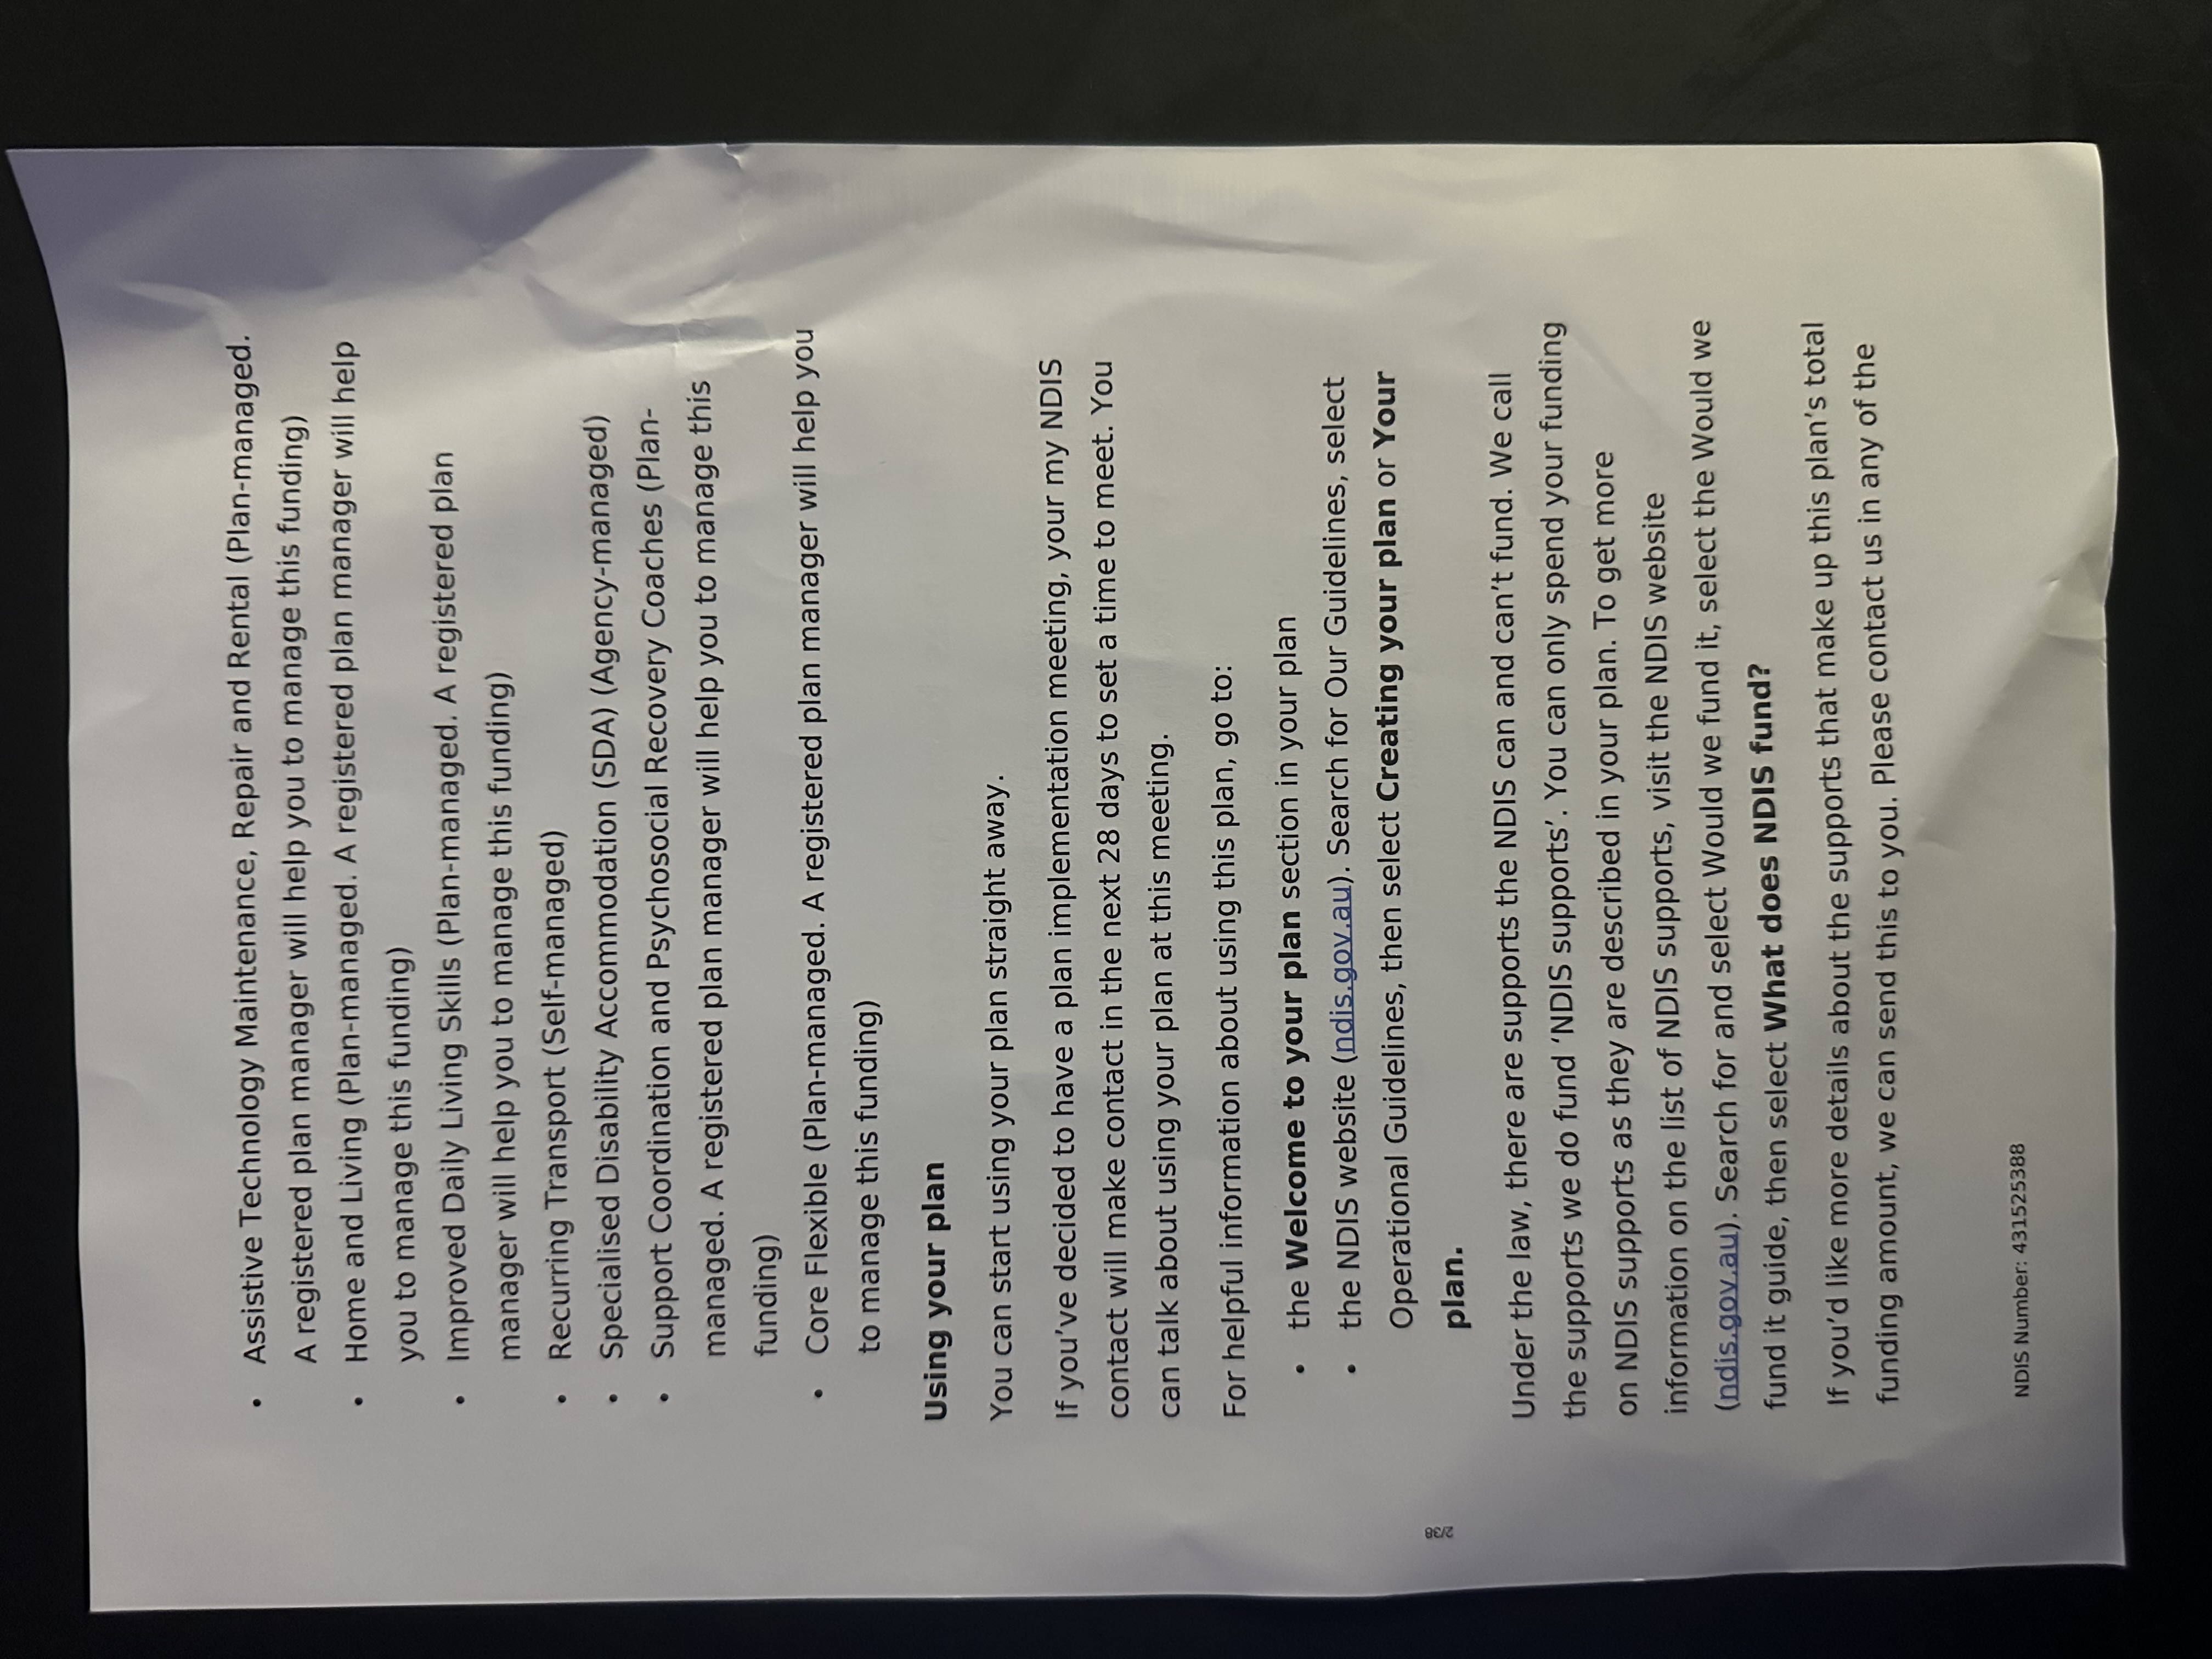 • Assistive Technology Maintenance, Repair and Rental (Plan-managed.
A registered plan manager will help you to manage this funding)
• Home and Living (Plan-managed. A registered plan manager will help
you to manage this funding)
• Improved Daily Living Skills (Plan-managed. A registered plan
manager will help you to manage this funding)
• Recurring Transport (Self-managed)
• Specialised Disability Accommodation (SDA) (Agency-managed)
• Support Coordination and Psychosocial Recovery Coaches (Plan-
managed. A registered plan manager will help you to manage this
funding)
• Core Flexible (Plan-managed. A registered plan manager will help you
to manage this funding)
Using your plan
You can start using your plan straight away.
If you’ve decided to have a plan implementation meeting, your my NDIS
contact will make contact in the next 28 days to set a time to meet. You
can talk about using your plan at this meeting.
For helpful information about using this plan, go to:
• the Welcome to your plan section in your plan
• the NDIS website (ndis.gov.au). Search for Our Guidelines, select
Operational Guidelines, then select Creating your plan or Your
plan.
2/38
Under the law, there are supports the NDIS can and can’t fund. We call
the supports we do fund ‘NDIS supports’. You can only spend your funding
on NDIS supports as they are described in your plan. To get more
information on the list of NDIS supports, visit the NDIS website
(ndis.gov.au). Search for and select Would we fund it, select the Would we
fund it guide, then select What does NDIS fund?
If you’d like more details about the supports that make up this plan’s total
funding amount, we can send this to you. Please contact us in any of the
NDIS Number: 431525388